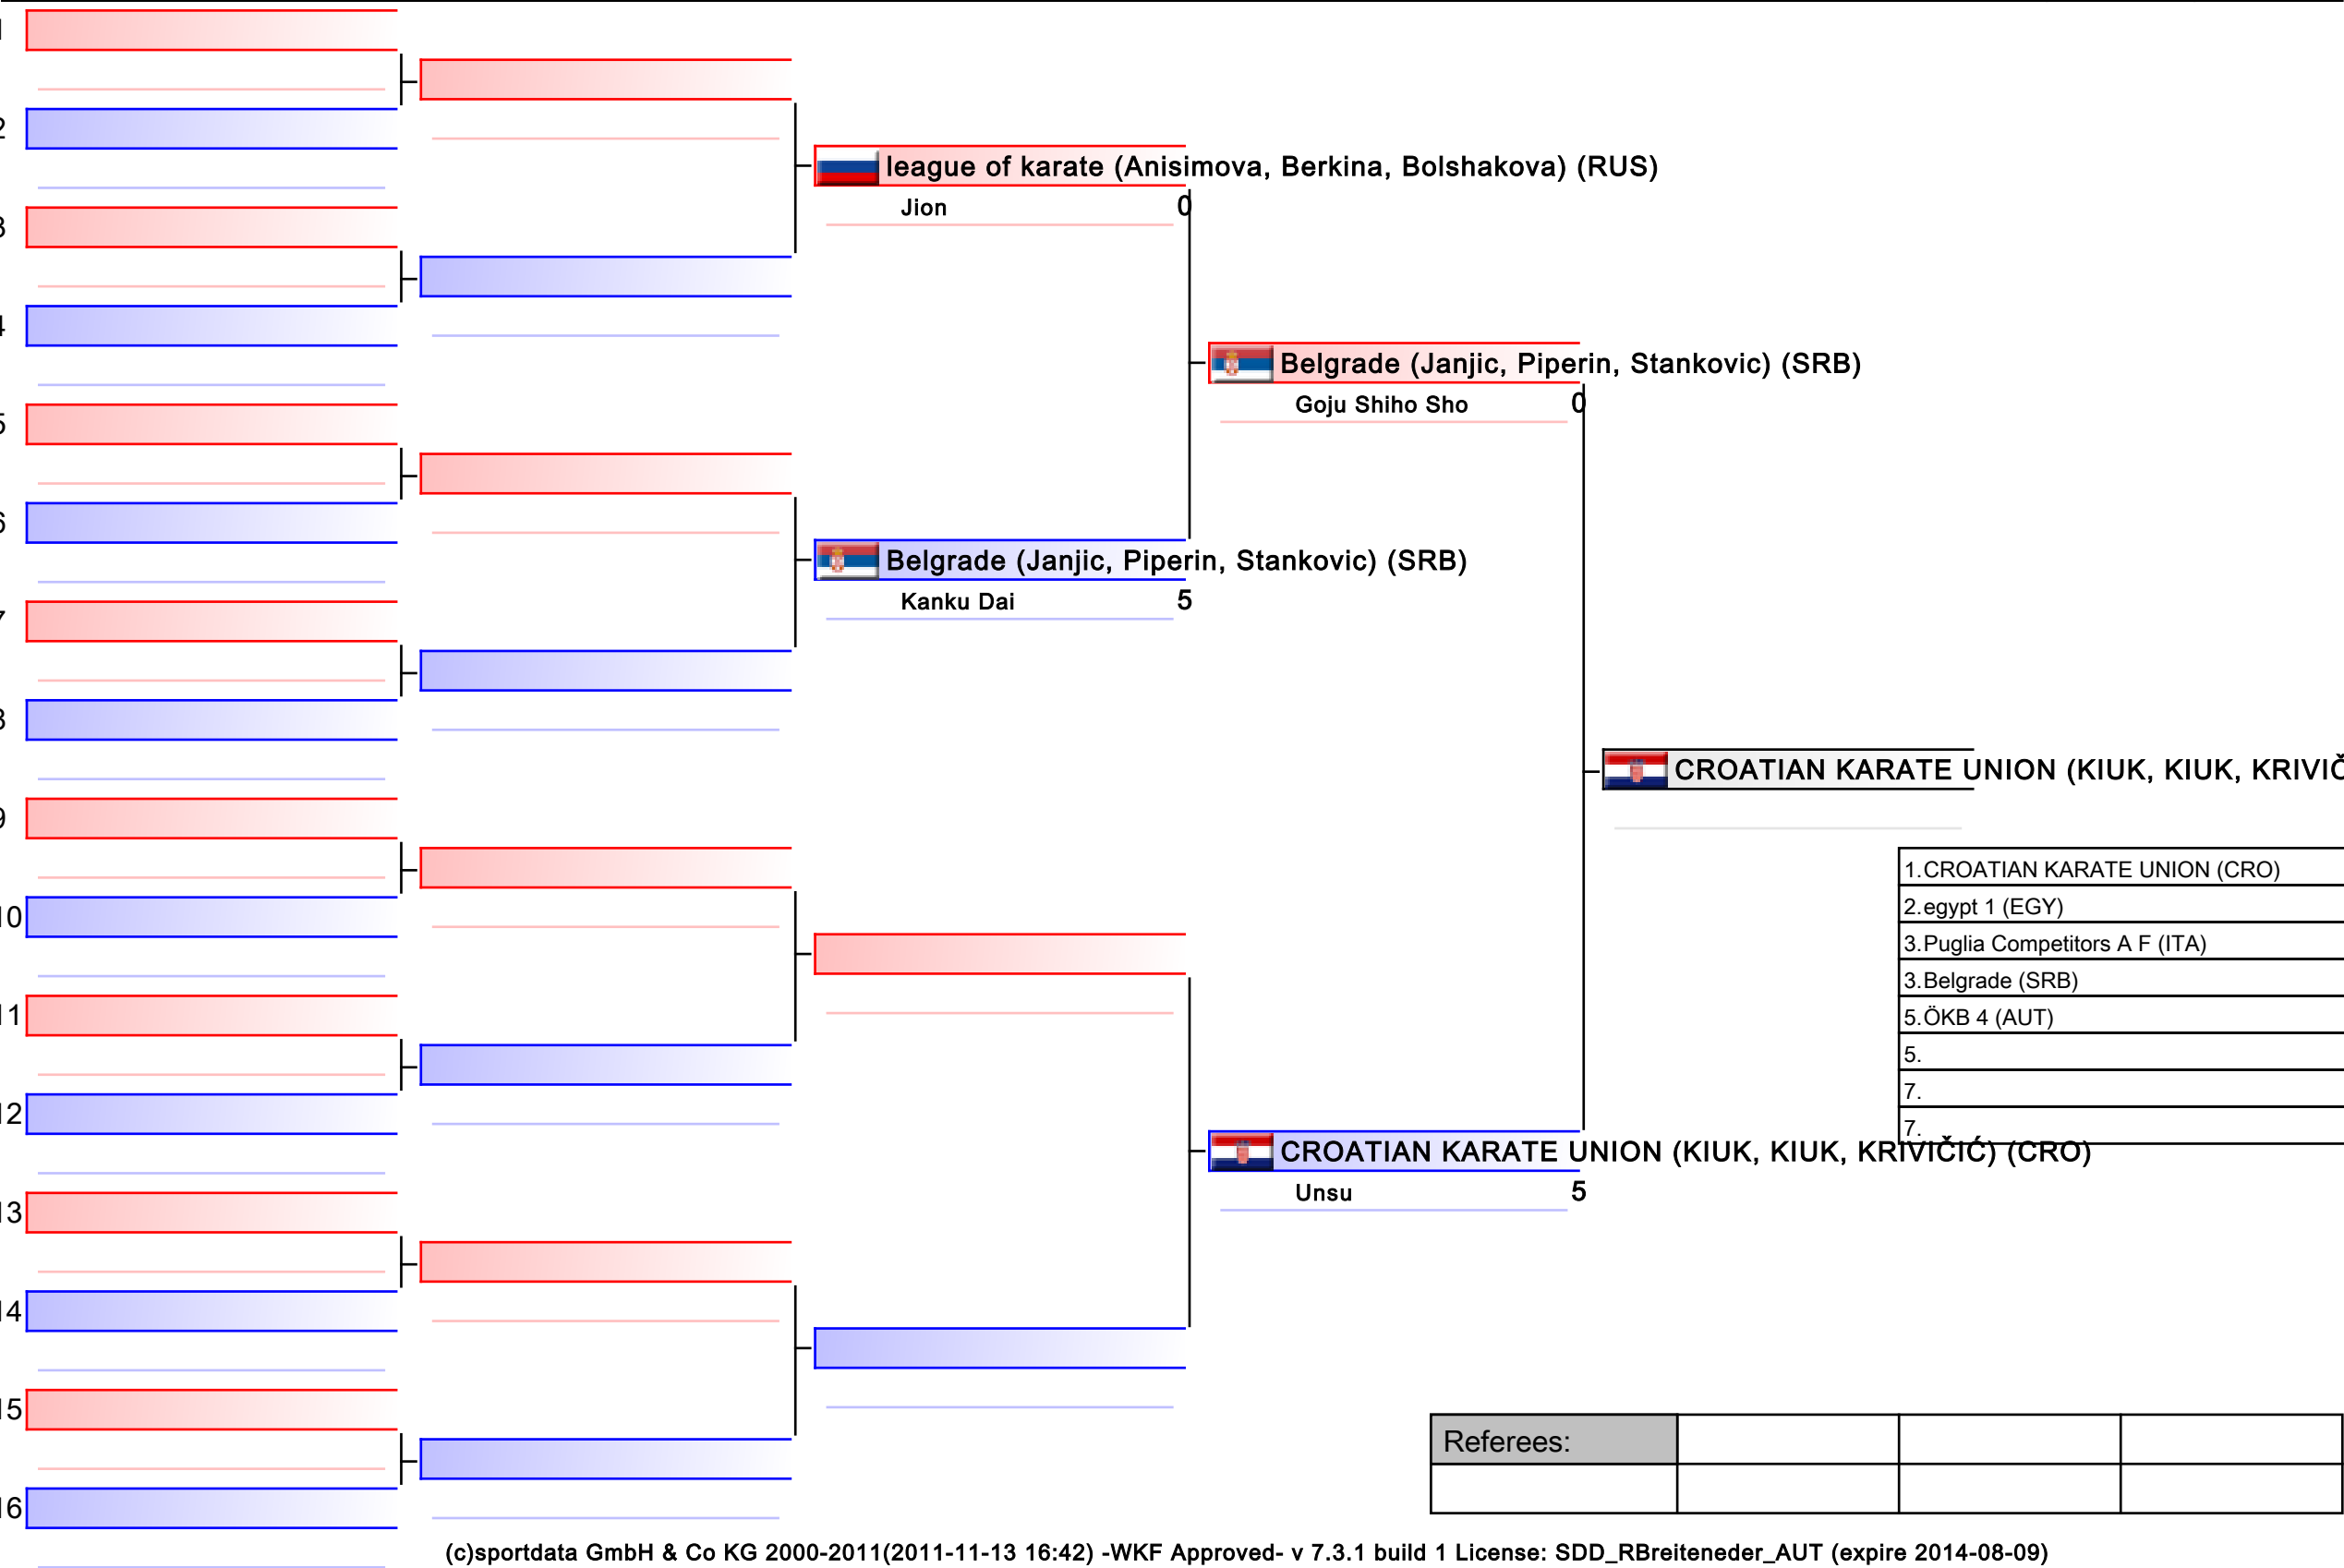 1
2
league of karate (Anisimova, Berkina, Bolshakova) (RUS)
Jion 0
3
4
Belgrade (Janjic, Piperin, Stankovic) (SRB)
Goju Shiho Sho 0
5
6
Belgrade (Janjic, Piperin, Stankovic) (SRB)
Kanku Dai 5
7
8
CROATIAN KARATE UNION (KIUK, KIUK, KRIVIČ
9
1.CROATIAN KARATE UNION (CRO)
2.egypt 1 (EGY)
3.Puglia Competitors A F (ITA)
3.Belgrade (SRB)
5.ÖKB 4 (AUT)
5.
7.
7.
10
11
12
CROATIAN KARATE UNION (KIUK, KIUK, KRIVIČIĆ) (CRO)
Unsu 5
13
14
15
Referees:
16
(c)sportdata GmbH & Co KG 2000-2011(2011-11-13 16:42) -WKF Approved- v 7.3.1 build 1 License: SDD_RBreiteneder_AUT (expire 2014-08-09)